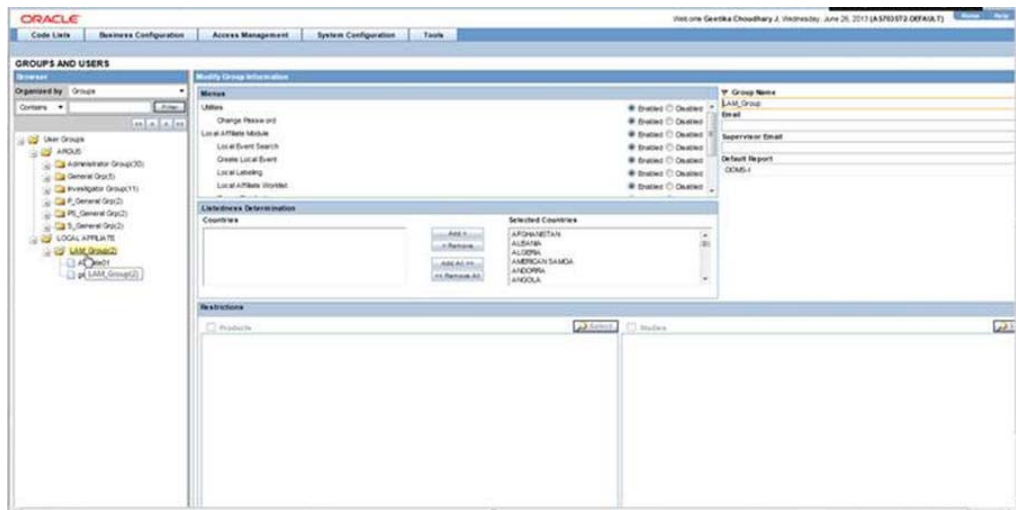 ORACLE
Welcome Geetika Choudhary J, Wednesday, June 26, 2013 (AS703572.DEFAULT) Home Help
Code Lists Business Configuration Access Management System Configuration Tools
GROUPS AND USERS
Browser
Organized by Groups
Contains Filter
User Groups
ARGUS
Administrator Group(30)
General Grp(5)
Investigator Group(11)
P_General Grp(2)
PS_General Grp(2)
S_General Grp(2)
LOCAL AFFILIATE
LAM_Group(2)
LAM_Group(2)
Modify Group Information
Menus
Utilities Enabled Disabled
Change Password Enabled Disabled
Local Affiliate Module Enabled Disabled
Local Event Search Enabled Disabled
Create Local Event Enabled Disabled
Local Labeling Enabled Disabled
Local Affiliate Worklist Enabled Disabled
Group Name
LAM_Group
Email
Supervisor Email
Default Report
CIOMS-I
Listedness Determination
Countries Selected Countries
Add >
< Remove
Add All >>
<< Remove All
AFGHANISTAN
ALBANIA
ALGERIA
AMERICAN SAMOA
ANDORRA
ANGOLA
Restrictions
Products Select Studies